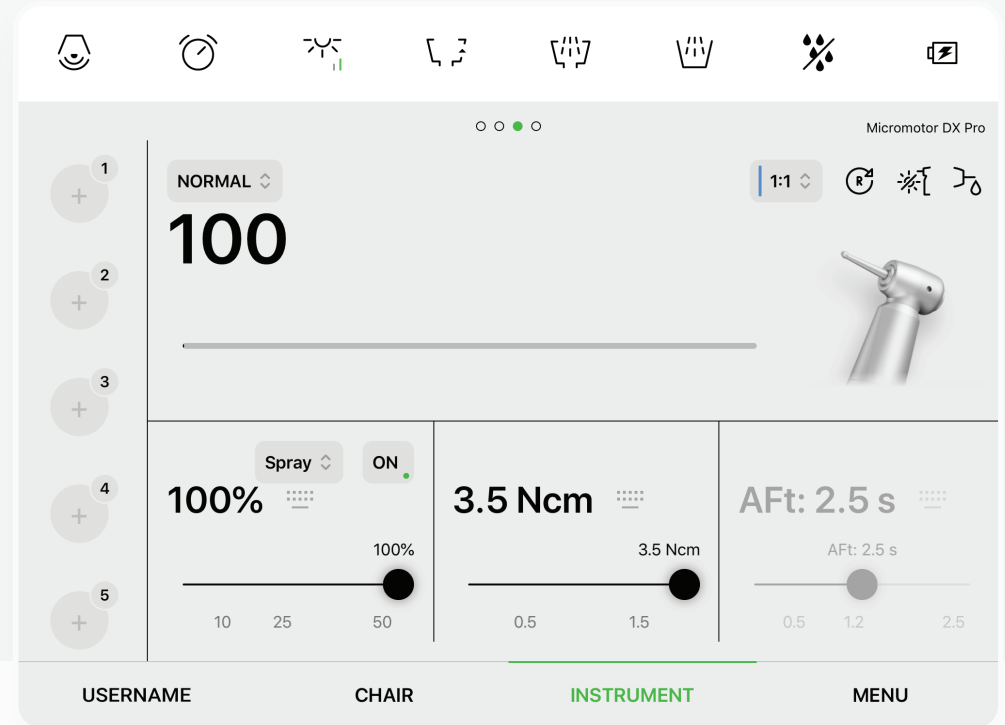 Micromotor DX Pro
1
NORMAL
1:1
R
100
2
3
4
5
Spray
ON
100%
100%
10 25 50
3.5 Ncm
3.5 Ncm
0.5 1.5
AFt: 2.5 s
AFt: 2.5 s
0.5 1.2 2.5
USERNAME
CHAIR
INSTRUMENT
MENU